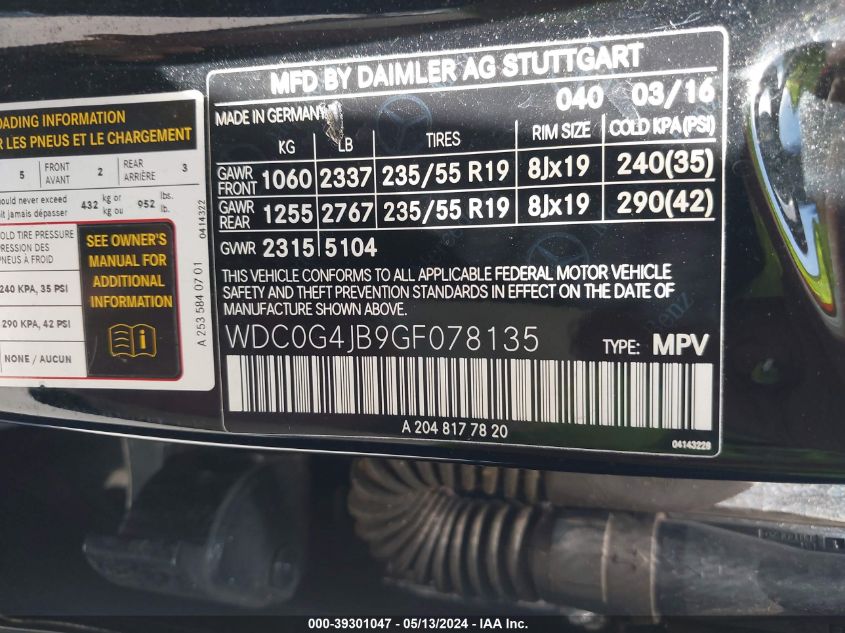 OADING INFORMATION
R LES PNEUS ET LE CHARGEMENT
5 FRONT AVANT 2 REAR ARRIÈRE 3
ould never exceed
it jamais dépasser 432 kg or kg ou 952 lbs. lb.
OLD TIRE PRESSURE
PRESSION DES
PNEUS À FROID
240 KPA, 35 PSI
290 KPA, 42 PSI
NONE / AUCUN
SEE OWNER'S
MANUAL FOR
ADDITIONAL
INFORMATION
0414322
A 253 584 07 01
MFD BY DAIMLER AG STUTTGART
040 03/16
MADE IN GERMANY
KG LB TIRES RIM SIZE COLD KPA(PSI)
GAWR FRONT 1060 2337 235/55 R19 8Jx19 240(35)
GAWR REAR 1255 2767 235/55 R19 8Jx19 290(42)
GVWR 2315 5104
THIS VEHICLE CONFORMS TO ALL APPLICABLE FEDERAL MOTOR VEHICLE
SAFETY AND THEFT PREVENTION STANDARDS IN EFFECT ON THE DATE OF
MANUFACTURE SHOWN ABOVE.
WDC0G4JB9GF078135 TYPE: MPV
A 204 817 78 20
04143229
000-39301047 - 05/13/2024 - IAA Inc.